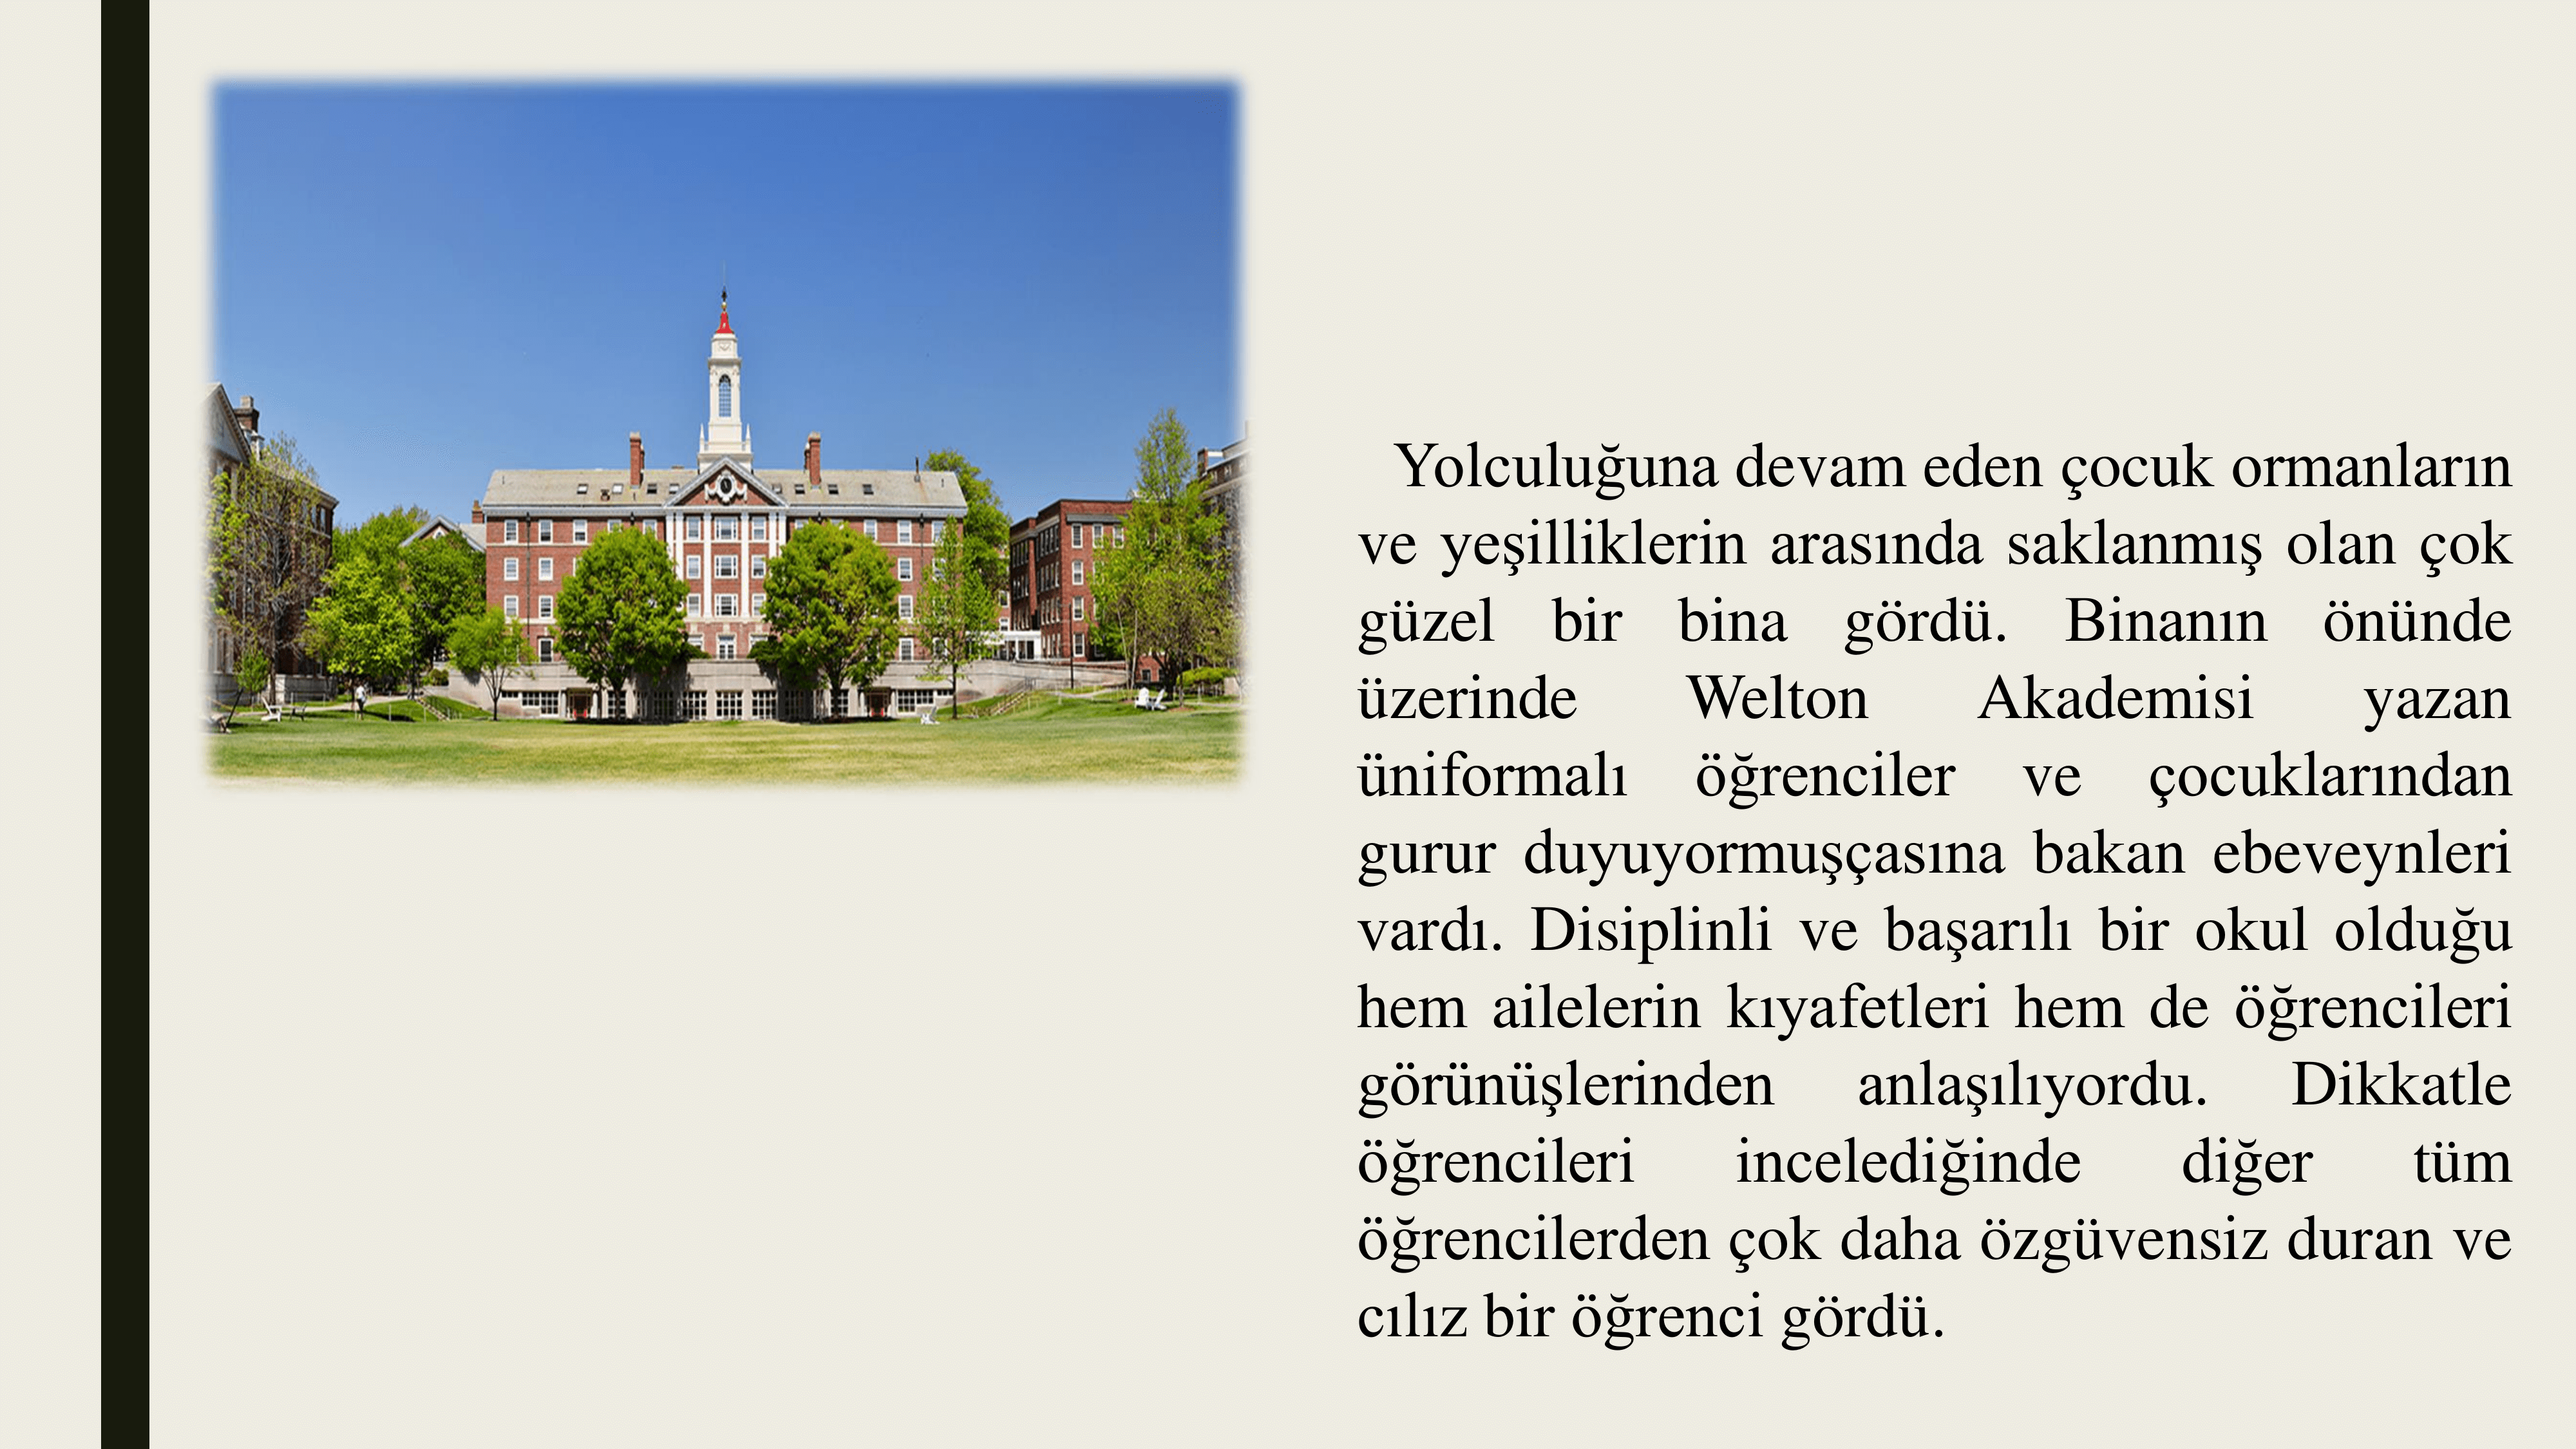 Yolculuğuna devam eden çocuk ormanların
ve yeşilliklerin arasında saklanmış olan çok
güzel bir bina gördü. Binanın önünde
üzerinde Welton Akademisi yazan
üniformalı öğrenciler ve çocuklarından
gurur duyuyormuşçasına bakan ebeveynleri
vardı. Disiplinli ve başarılı bir okul olduğu
hem ailelerin kıyafetleri hem de öğrencileri
görünüşlerinden anlaşılıyordu. Dikkatle
öğrencileri incelediğinde diğer tüm
öğrencilerden çok daha özgüvensiz duran ve
cılız bir öğrenci gördü.